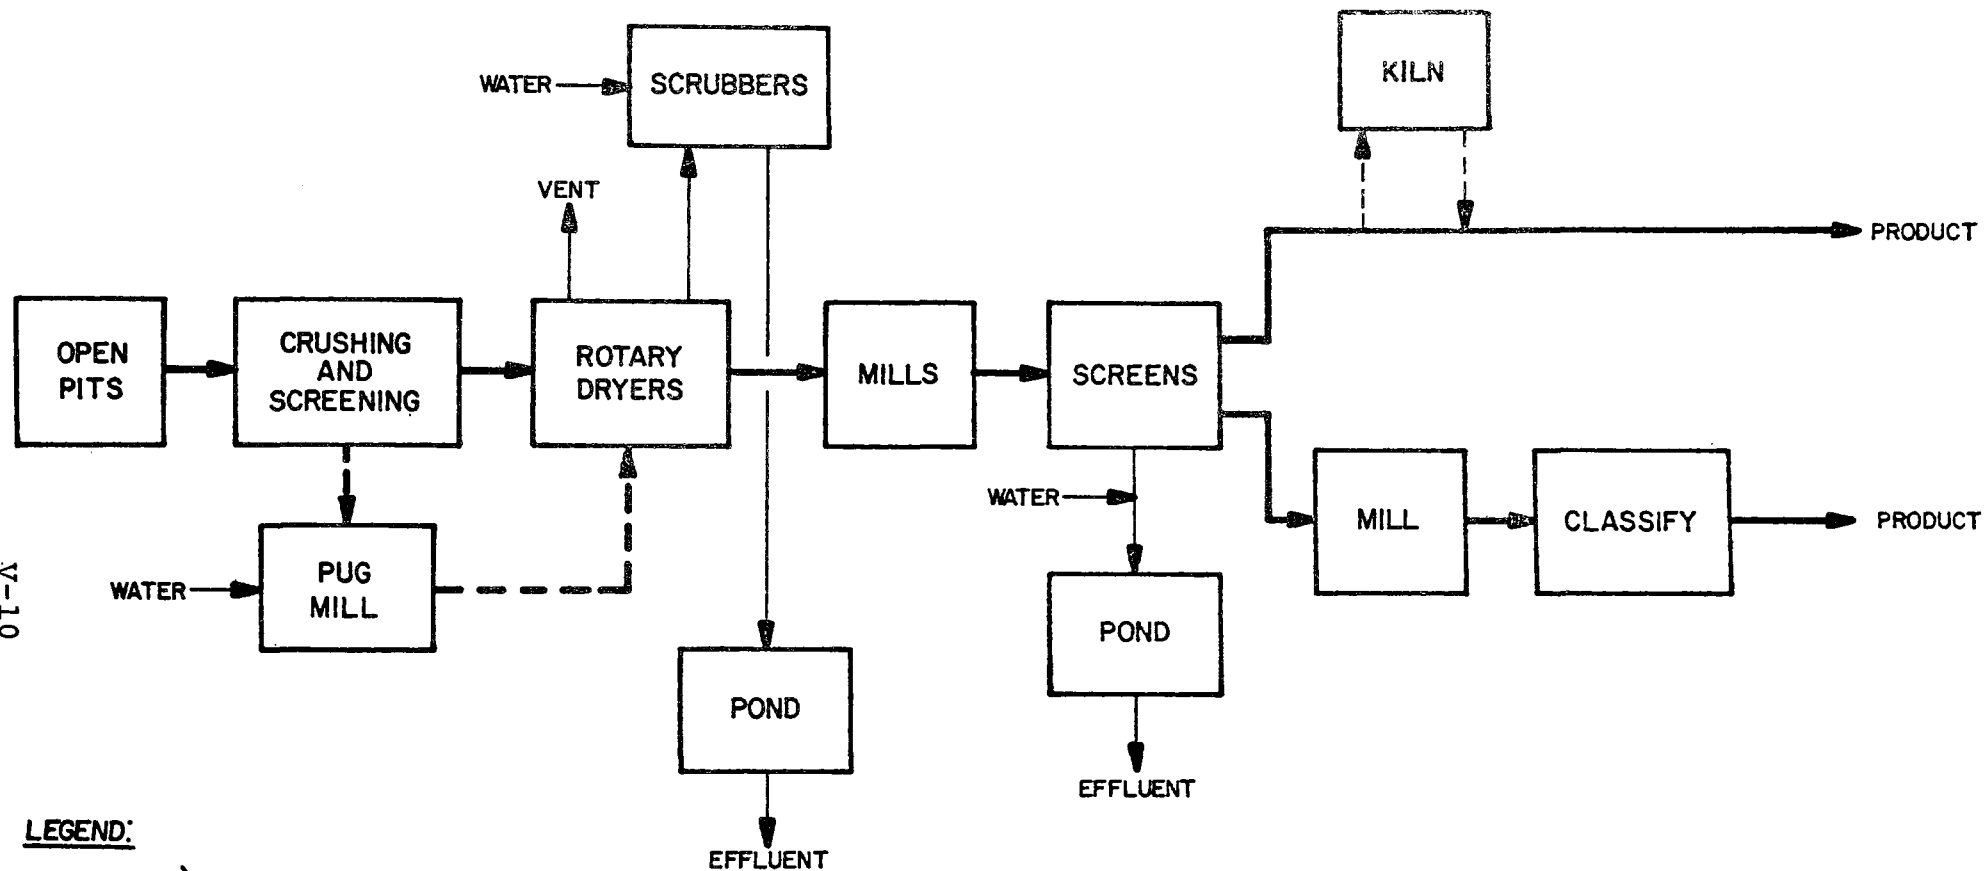 KILN
WATER
SCRUBBERS
VENT
PRODUCT
OPEN
PITS
CRUSHING
AND
SCREENING
ROTARY
DRYERS
MILLS
SCREENS
WATER
MILL
CLASSIFY
PRODUCT
WATER
PUG
MILL
POND
POND
EFFLUENT
EFFLUENT
LEGEND:
V-10